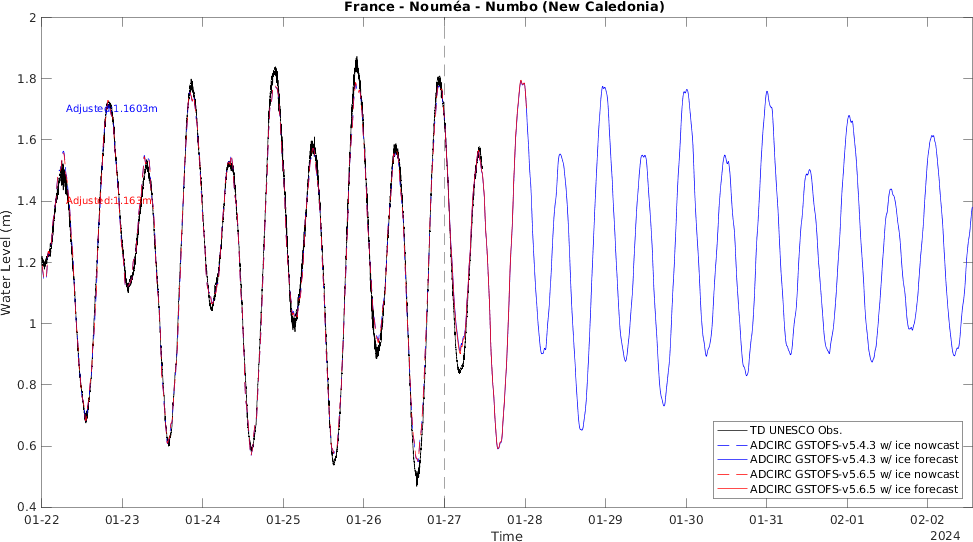 France - Nouméa - Numbo (New Caledonia)
2
1.8
1.6
1.4
1.2
1
0.8
0.6
0.4
Water Level (m)
Adjusted:1.1603m
Adjusted:1.163m
TD UNESCO Obs.
ADCIRC GSTOFS-v5.4.3 w/ ice nowcast
ADCIRC GSTOFS-v5.4.3 w/ ice forecast
ADCIRC GSTOFS-v5.6.5 w/ ice nowcast
ADCIRC GSTOFS-v5.6.5 w/ ice forecast
01-22 01-23 01-24 01-25 01-26 01-27 01-28 01-29 01-30 01-31 02-01 02-02
Time
2024